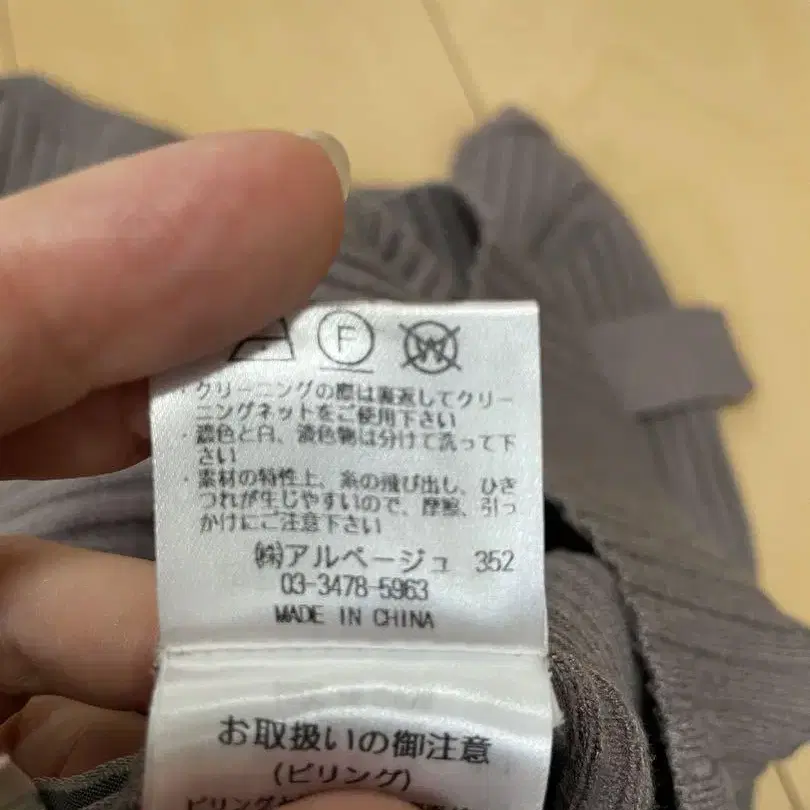 F W
・クリーニングの際は裏返してクリー
ニングネットをご使用下さい
・濃色と白、淡色物は分けて洗って下
さい
・素材の特性上、糸の飛び出し、ひき
つれが生じやすいので、摩擦、引っ
かけにご注意下さい
㈱アルページュ 352
03-3478-5963
MADE IN CHINA
お取扱いの御注意
(ピリング)
ピリングと